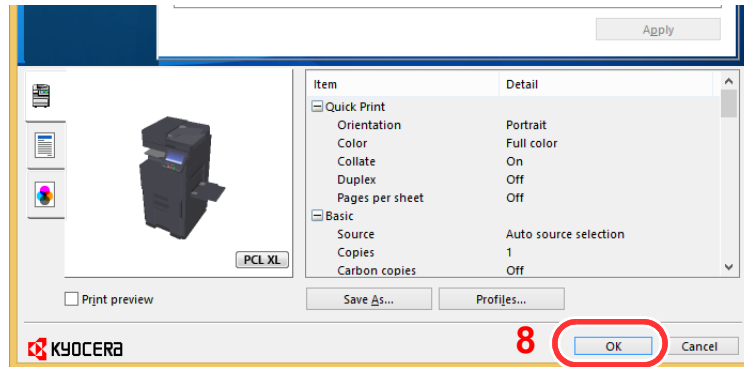 Apply
Item Detail
Quick Print
Orientation Portrait
Color Full color
Collate On
Duplex Off
Pages per sheet Off
Basic
Source Auto source selection
PCL XL
Copies 1
Carbon copies Off
Print preview
Save As... Profiles...
KYOCERA
8
OK Cancel